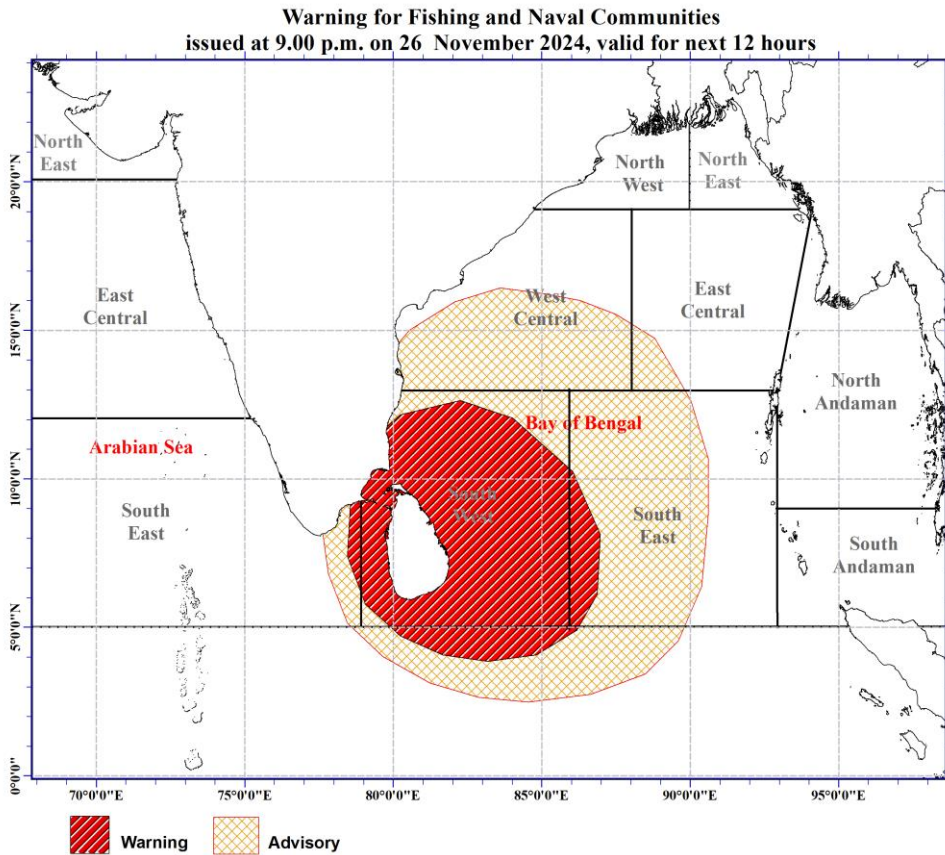 Warning for Fishing and Naval Communities
issued at 9.00 p.m. on 26 November 2024, valid for next 12 hours
North
East
North
West
North
East
20°0'0"N
East
Central
West
Central
East
Central
15°0'0"N
North
Andaman
Bay of Bengal
Arabian Sea
10°0'0"N
South
East
South
West
South
East
South
Andaman
5°0'0"N
0°0'0"
70°0'0"E
75°0'0"E
80°0'0"E
85°0'0"E
90°0'0"E
95°0'0"E
Warning
Advisory